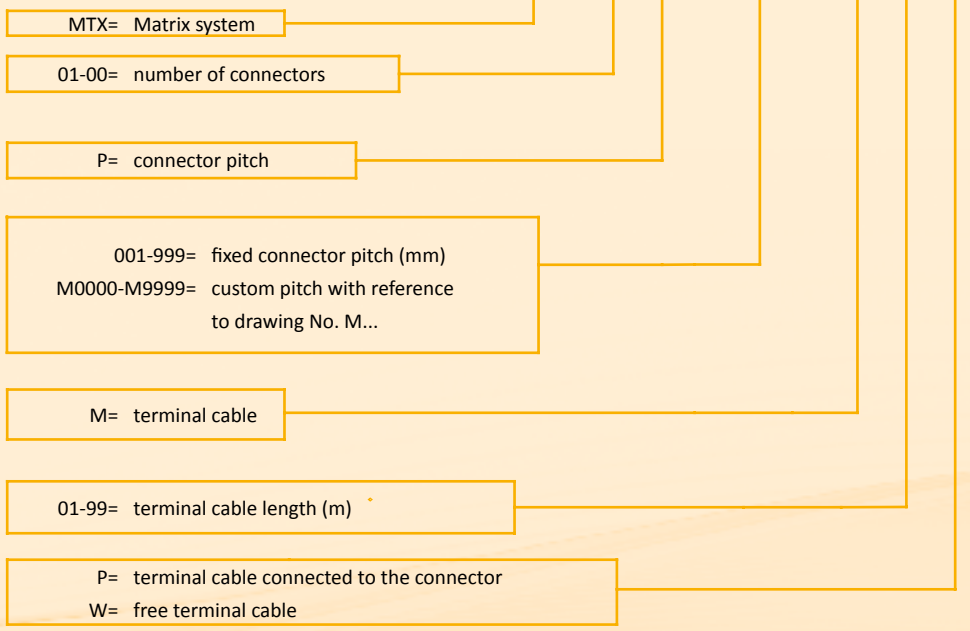 MTX= Matrix system
01-00= number of connectors
P= connector pitch
001-999= fixed connector pitch (mm)
M0000-M9999= custom pitch with reference
to drawing No. M...
M= terminal cable
01-99= terminal cable length (m)
P= terminal cable connected to the connector
W= free terminal cable